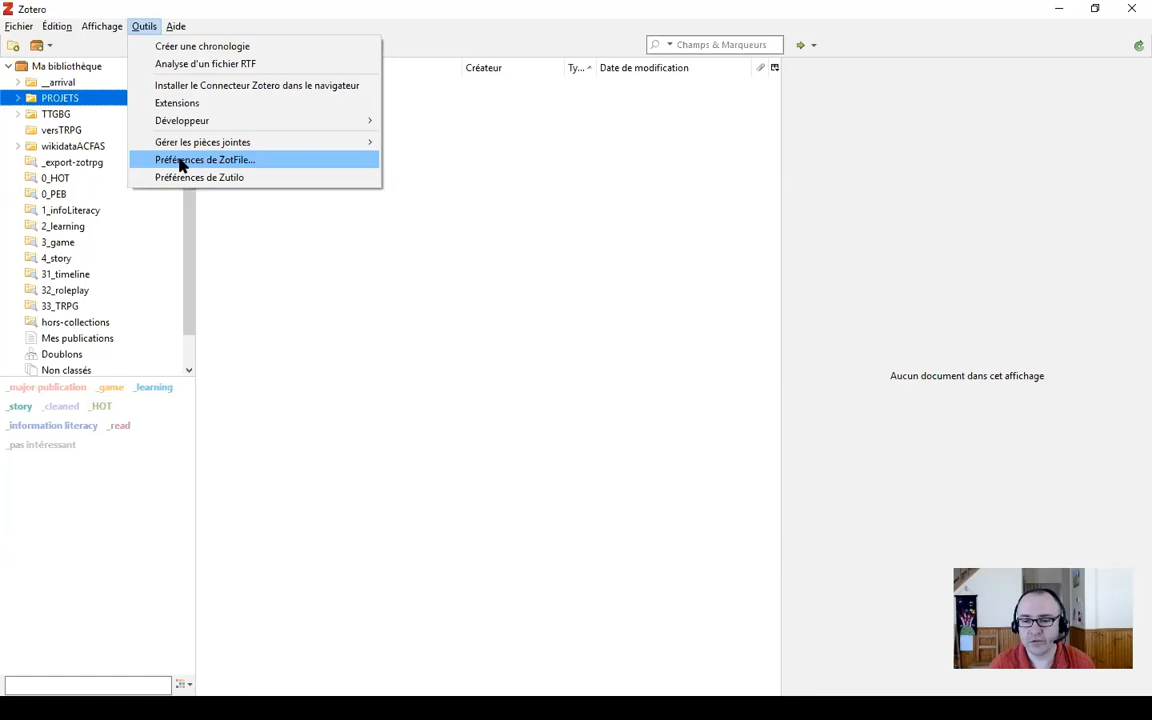 Zotero
Fichier Édition Affichage Outils Aide
Champs & Marqueurs
Créer une chronologie
Analyse d'un fichier RTF
Installer le Connecteur Zotero dans le navigateur
Extensions
Développeur
Gérer les pièces jointes
Préférences de ZotFile...
Préférences de Zutilo
Créateur Ty... Date de modification
Ma bibliothèque
__arrival
PROJETS
TTGBG
versTRPG
wikidataACFAS
_export-zotrpg
0_HOT
0_PEB
1_infoLiteracy
2_learning
3_game
4_story
31_timeline
32_roleplay
33_TRPG
hors-collections
Mes publications
Doublons
Non classés
_major publication _game _learning
_story _cleaned _HOT
_information literacy _read
_pas intéressant
Aucun document dans cet affichage